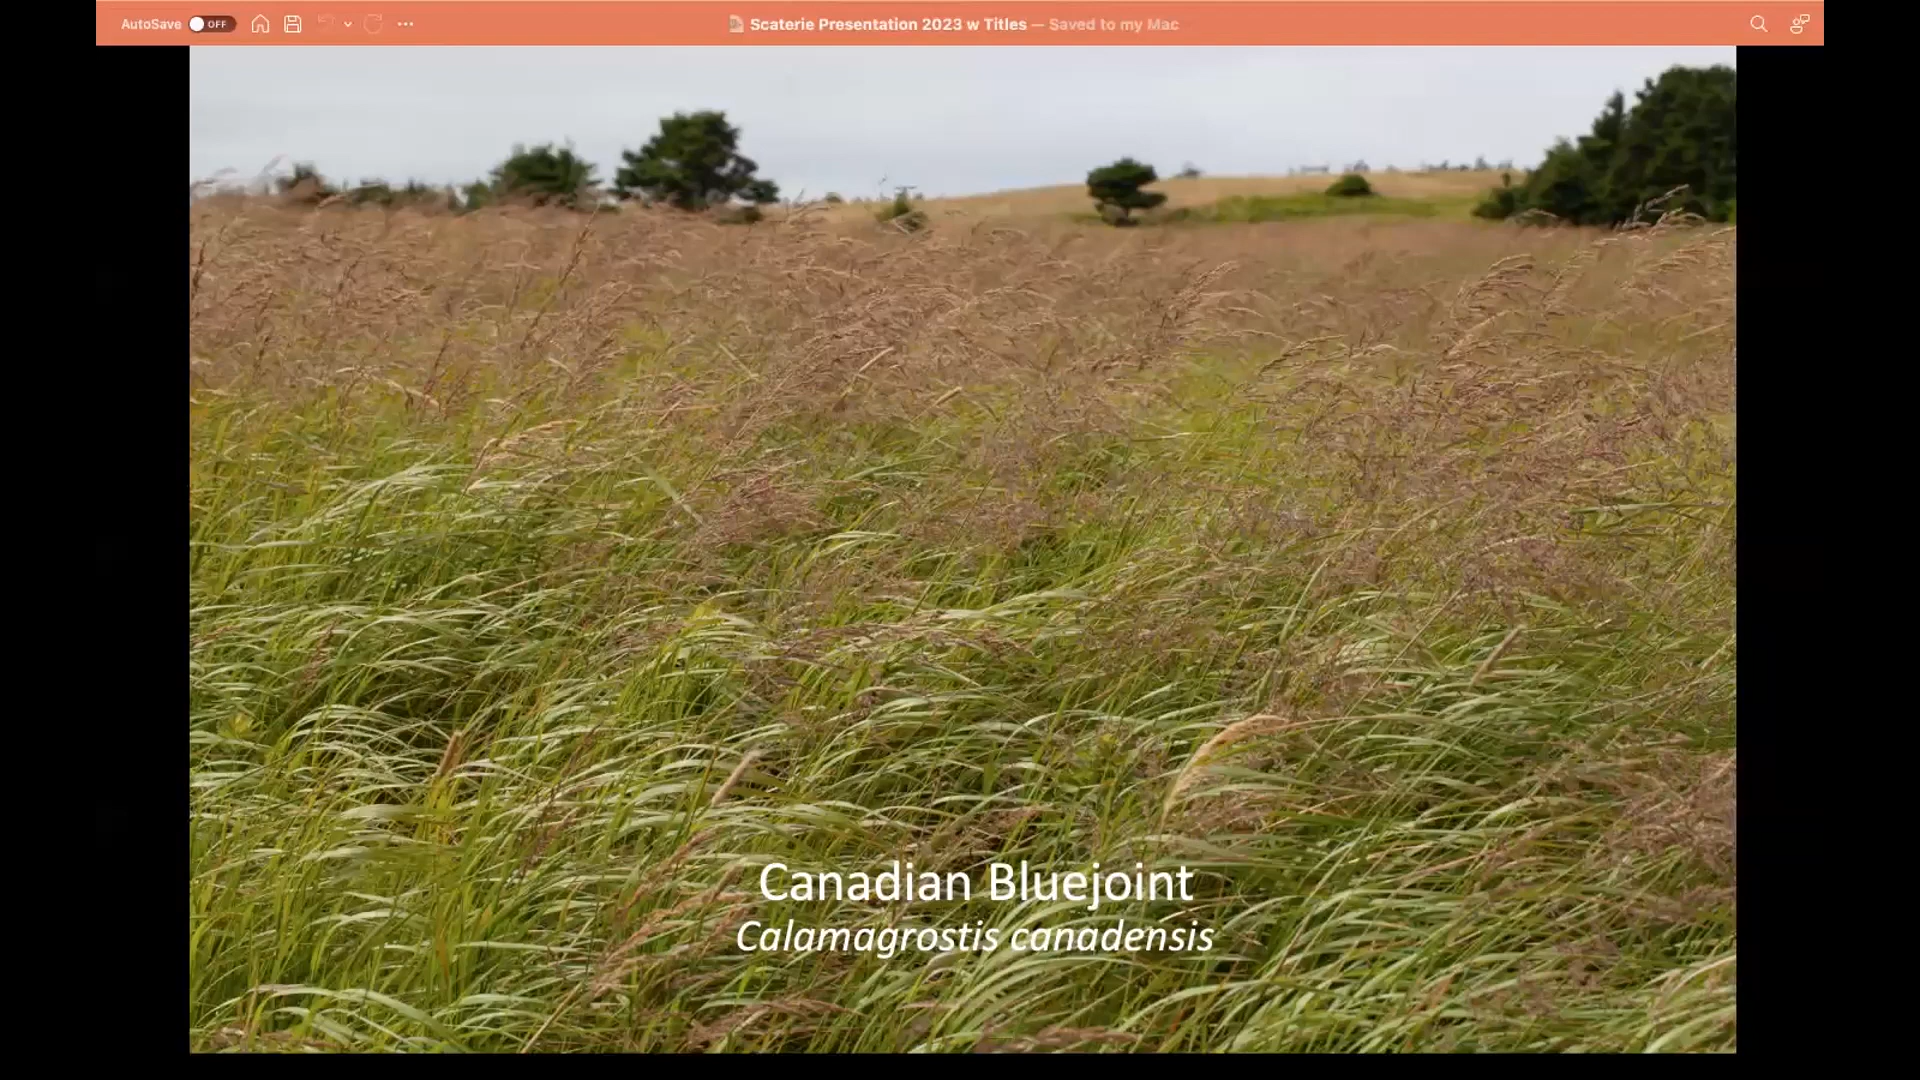 AutoSave OFF
Scaterie Presentation 2023 w Titles — Saved to my Mac
Canadian Bluejoint
Calamagrostis canadensis